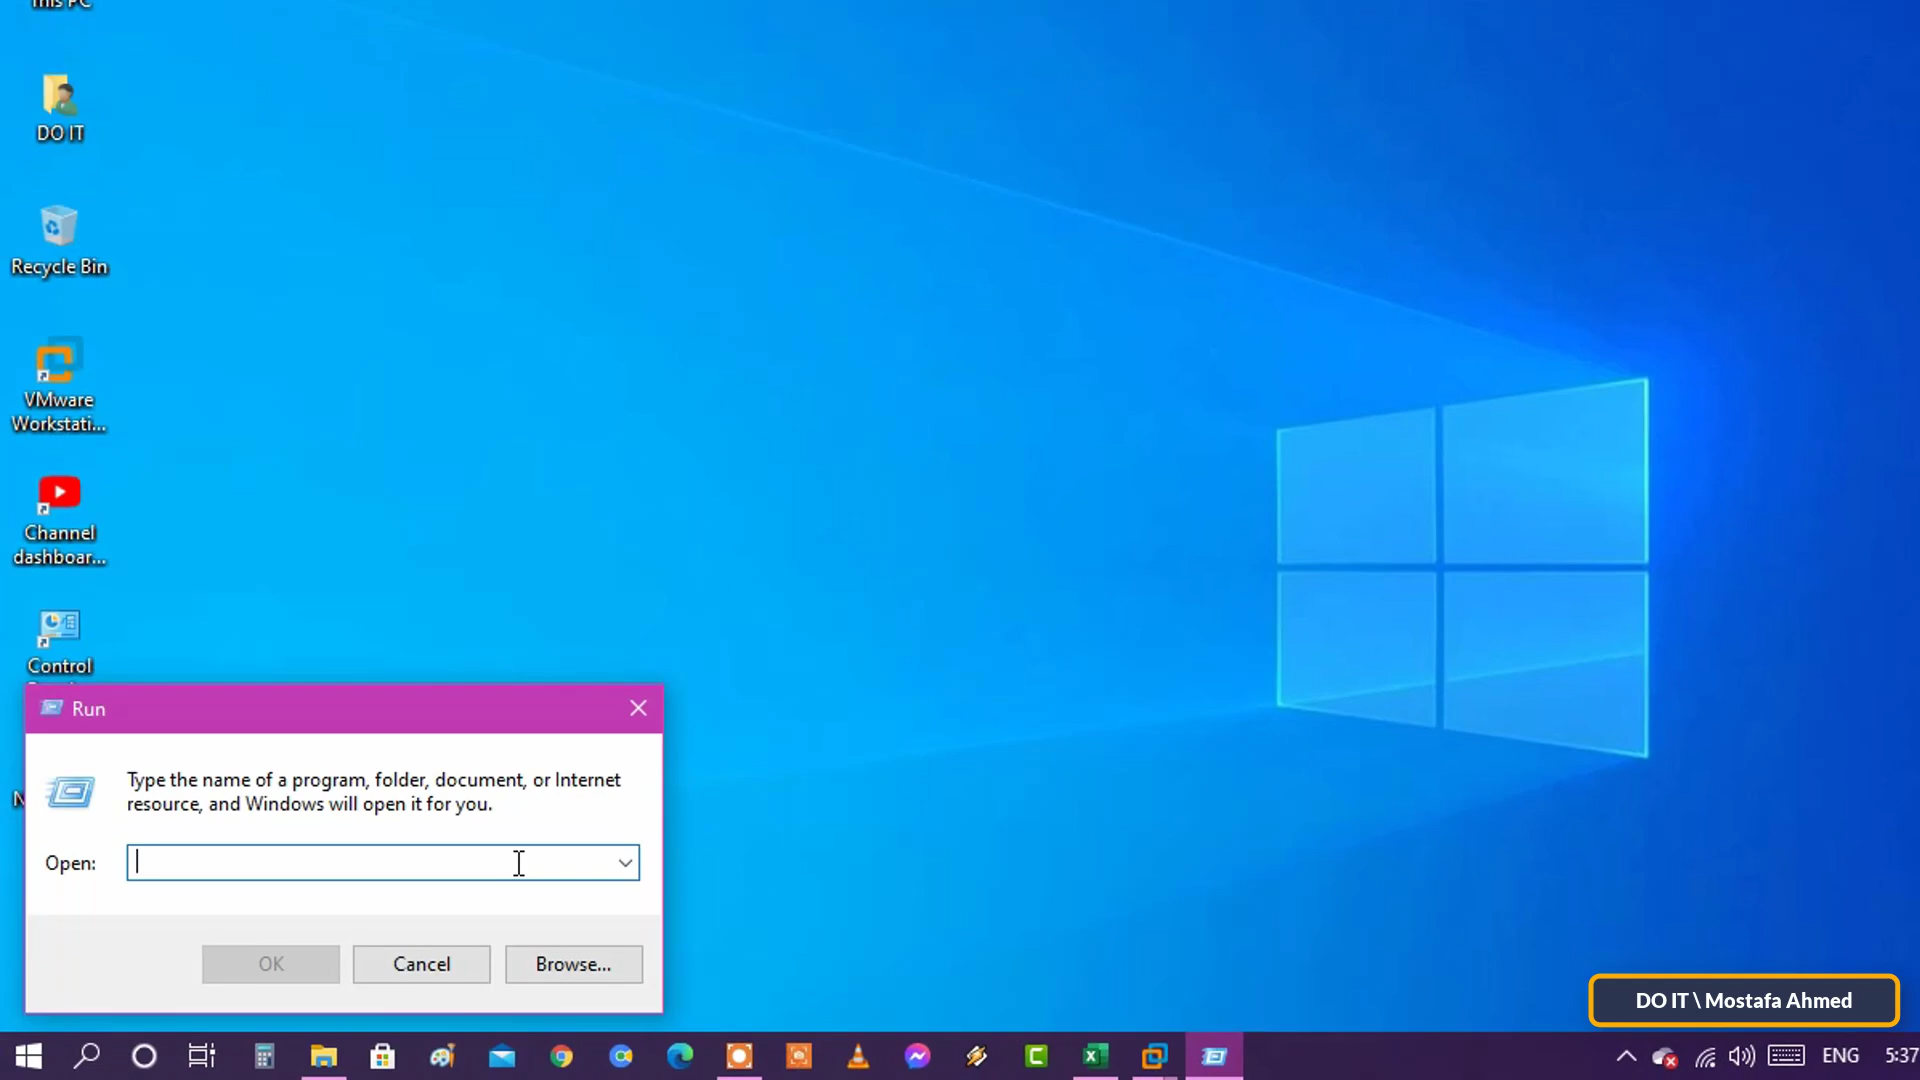 This PC
DO IT
Recycle Bin
VMware
Workstati...
Channel
dashboar...
Control
Run
Type the name of a program, folder, document, or Internet
resource, and Windows will open it for you.
Open:
OK
Cancel
Browse...
DO IT \ Mostafa Ahmed
ENG
5:37